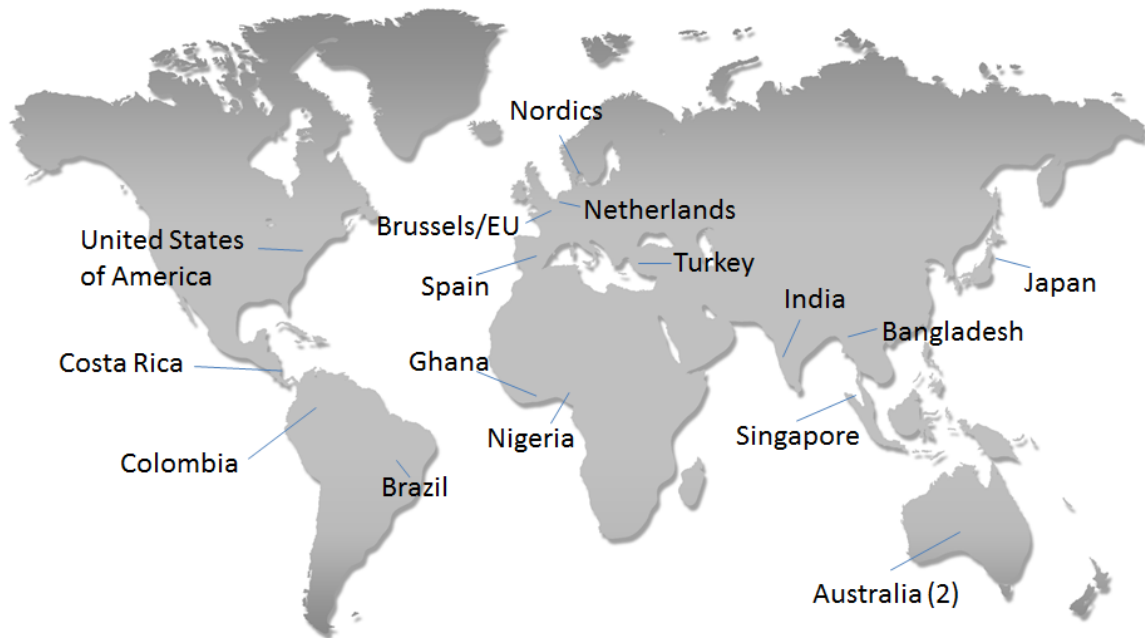 Nordics
Netherlands
Brussels/EU
United States
of America
Turkey
Spain
Japan
India
Bangladesh
Costa Rica
Ghana
Nigeria
Singapore
Colombia
Brazil
Australia (2)